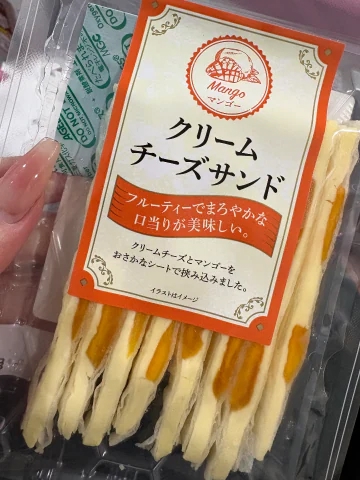 Mango
マンゴー
クリーム
チーズサンド
フルーティーでまろやかな
口当りが美味しい。
クリームチーズとマンゴーを
おさかなシートで挟み込みました。
イラストはイメージ
DO NOT